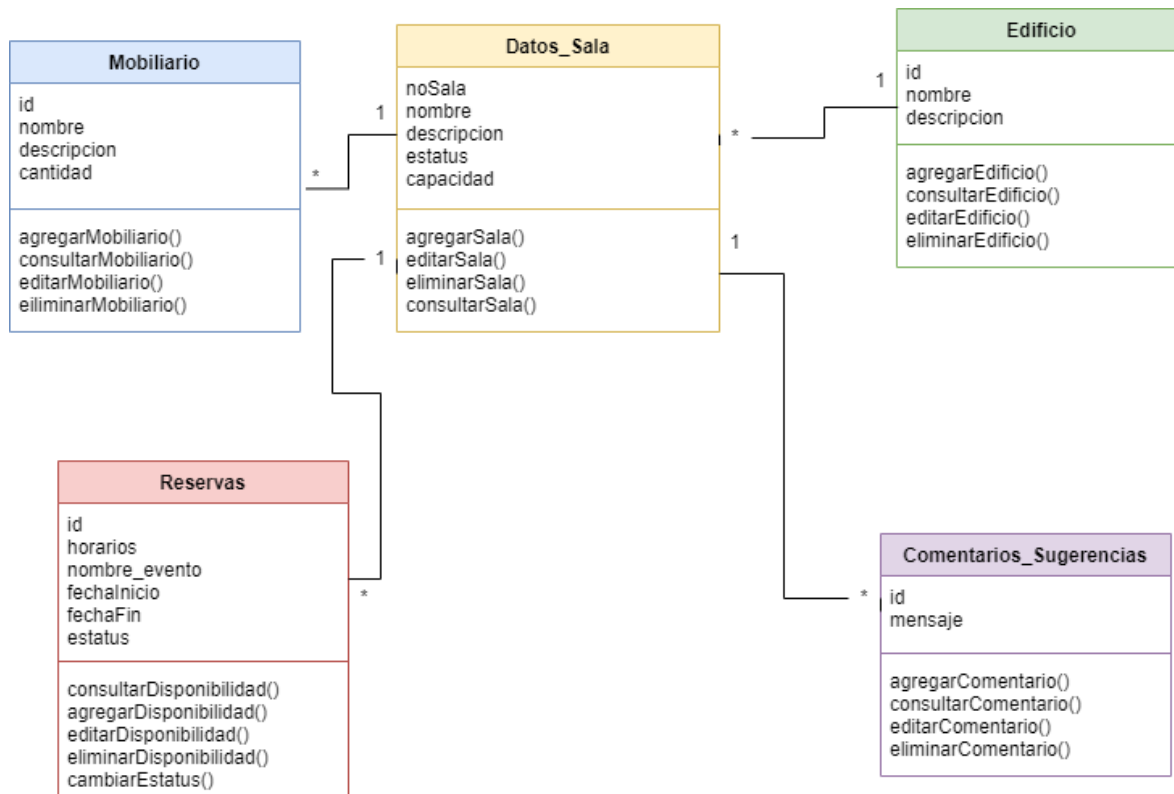 Mobiliario
id
nombre
descripcion
cantidad
agregarMobiliario()
consultarMobiliario()
editarMobiliario()
eiliminarMobiliario()
1
*
Datos_Sala
noSala
nombre
descripcion
estatus
capacidad
agregarSala()
editarSala()
eliminarSala()
consultarSala()
1
*
Edificio
id
nombre
descripcion
agregarEdificio()
consultarEdificio()
editarEdificio()
eliminarEdificio()
1
1
*
Reservas
id
horarios
nombre_evento
fechaInicio
fechaFin
estatus
consultarDisponibilidad()
agregarDisponibilidad()
editarDisponibilidad()
eliminarDisponibilidad()
cambiarEstatus()
*
Comentarios_Sugerencias
id
mensaje
agregarComentario()
consultarComentario()
editarComentario()
eliminarComentario()